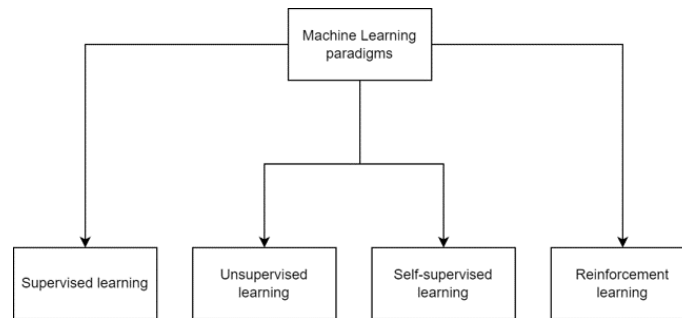 Machine Learning
paradigms
Supervised learning
Unsupervised
learning
Self-supervised
learning
Reinforcement
learning